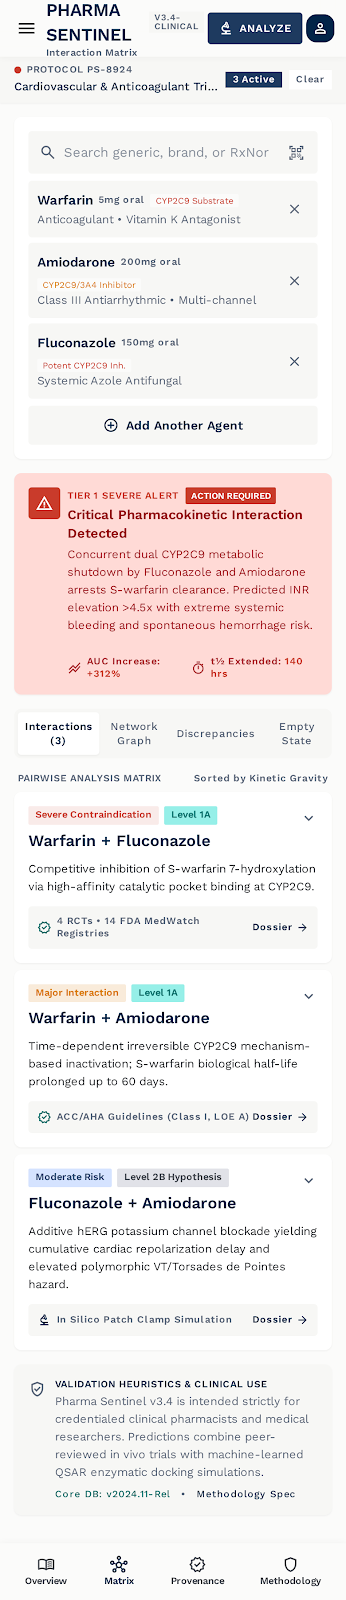 PHARMA
SENTINEL
Interaction Matrix
V3.4-
CLINICAL
ANALYZE
PROTOCOL PS-8924
Cardiovascular & Anticoagulant Tri...
3 Active
Clear
Search generic, brand, or RxNor
Warfarin 5mg oral CYP2C9 Substrate
Anticoagulant • Vitamin K Antagonist
Amiodarone 200mg oral
CYP2C9/3A4 Inhibitor
Class III Antiarrhythmic • Multi-channel
Fluconazole 150mg oral
Potent CYP2C9 Inh.
Systemic Azole Antifungal
Add Another Agent
TIER 1 SEVERE ALERT ACTION REQUIRED
Critical Pharmacokinetic Interaction
Detected
Concurrent dual CYP2C9 metabolic
shutdown by Fluconazole and Amiodarone
arrests S-warfarin clearance. Predicted INR
elevation >4.5x with extreme systemic
bleeding and spontaneous hemorrhage risk.
AUC Increase:
+312%
t½ Extended: 140
hrs
Interactions
(3)
Network
Graph
Discrepancies
Empty
State
PAIRWISE ANALYSIS MATRIX
Sorted by Kinetic Gravity
Severe Contraindication Level 1A
Warfarin + Fluconazole
Competitive inhibition of S-warfarin 7-hydroxylation
via high-affinity catalytic pocket binding at CYP2C9.
4 RCTs • 14 FDA MedWatch
Registries
Dossier →
Major Interaction Level 1A
Warfarin + Amiodarone
Time-dependent irreversible CYP2C9 mechanism-
based inactivation; S-warfarin biological half-life
prolonged up to 60 days.
ACC/AHA Guidelines (Class I, LOE A) Dossier →
Moderate Risk Level 2B Hypothesis
Fluconazole + Amiodarone
Additive hERG potassium channel blockade yielding
cumulative cardiac repolarization delay and
elevated polymorphic VT/Torsades de Pointes
hazard.
In Silico Patch Clamp Simulation Dossier →
VALIDATION HEURISTICS & CLINICAL USE
Pharma Sentinel v3.4 is intended strictly for
credentialed clinical pharmacists and medical
researchers. Predictions combine peer-
reviewed in vivo trials with machine-learned
QSAR enzymatic docking simulations.
Core DB: v2024.11-Rel • Methodology Spec
Overview
Matrix
Provenance
Methodology